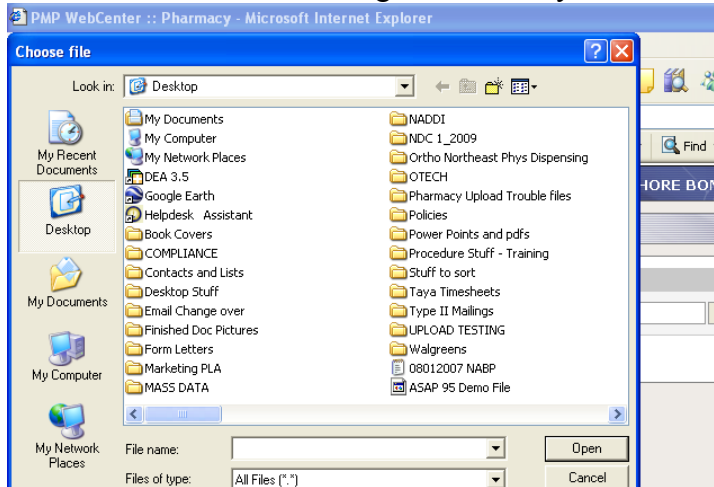 PMP WebCenter :: Pharmacy - Microsoft Internet Explorer
Choose file
Look in:
Desktop
My Recent
Documents
Desktop
My Documents
My Computer
My Network
Places
My Documents
My Computer
My Network Places
DEA 3.5
Google Earth
Helpdesk Assistant
Book Covers
COMPLIANCE
Contacts and Lists
Desktop Stuff
Email Change over
Finished Doc Pictures
Form Letters
Marketing PLA
MASS DATA
NADDI
NDC 1_2009
Ortho Northeast Phys Dispensing
OTECH
Pharmacy Upload Trouble files
Policies
Power Points and pdfs
Procedure Stuff - Training
Stuff to sort
Taya Timesheets
Type II Mailings
UPLOAD TESTING
Walgreens
08012007 NABP
ASAP 95 Demo File
File name:
Open
Files of type:
All Files (*.*)
Cancel
Find